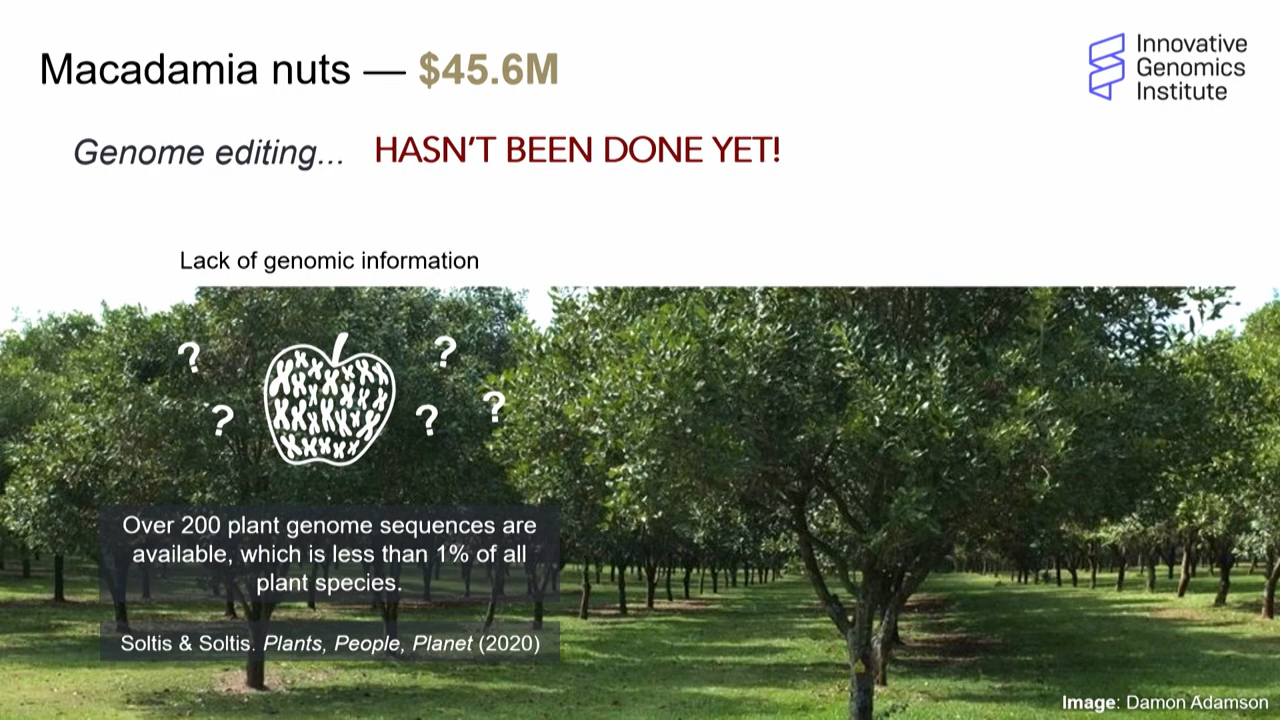 Macadamia nuts — $45.6M
Innovative
Genomics
Institute
Genome editing... HASN'T BEEN DONE YET!
Lack of genomic information
? ? ? ? ?
Over 200 plant genome sequences are
available, which is less than 1% of all
plant species.
Soltis & Soltis. Plants, People, Planet (2020)
Image: Damon Adamson